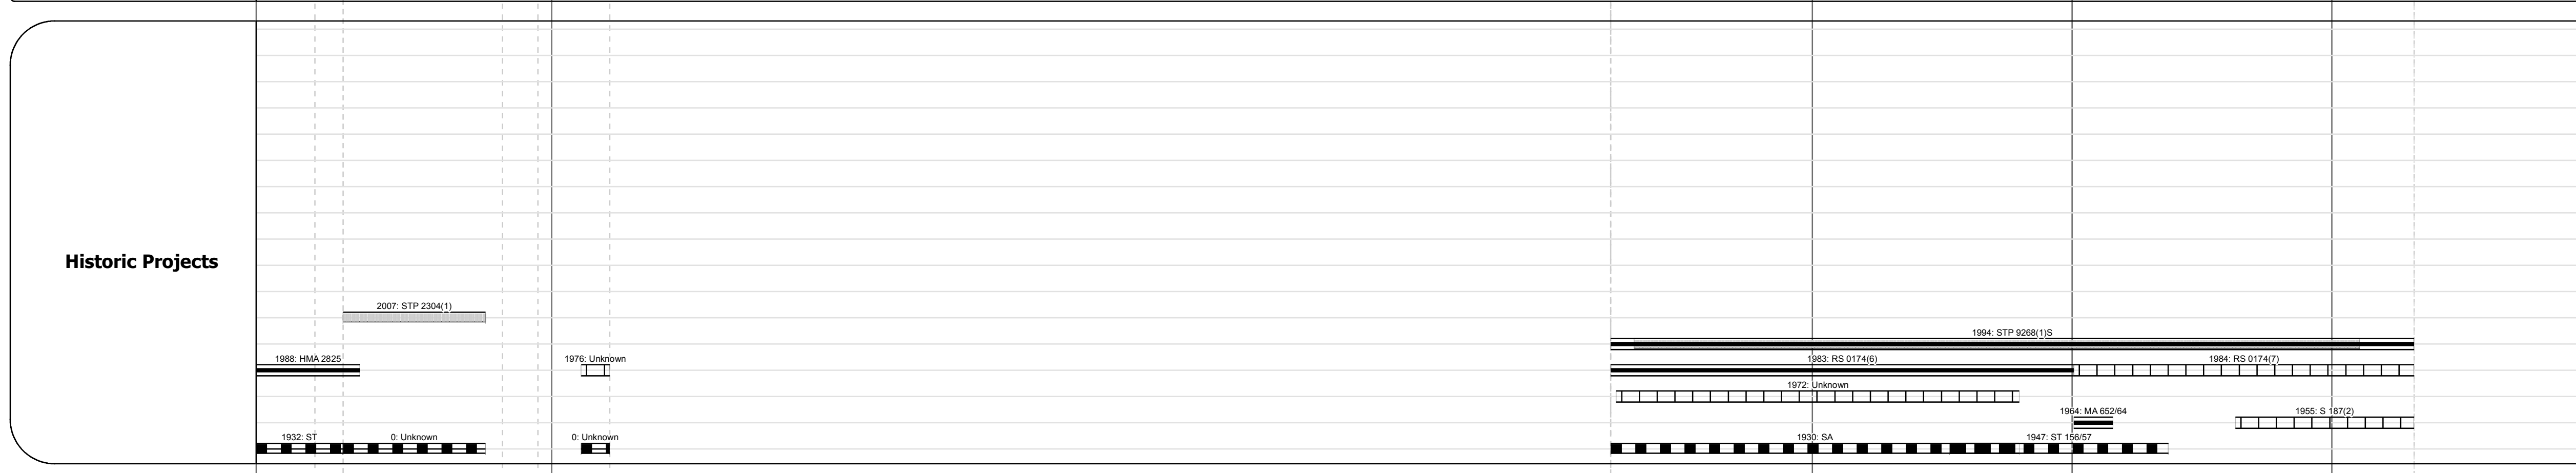 Historic Projects
2007: STP 2304(1)
1994: STP 9268(1)S
1988: HMA 2825
1976: Unknown
1983: RS 0174(6)
1984: RS 0174(7)
1972: Unknown
1964: MA 652/64
1955: S 187(2)
1932: ST
0: Unknown
0: Unknown
1930: SA
1947: ST 156/57